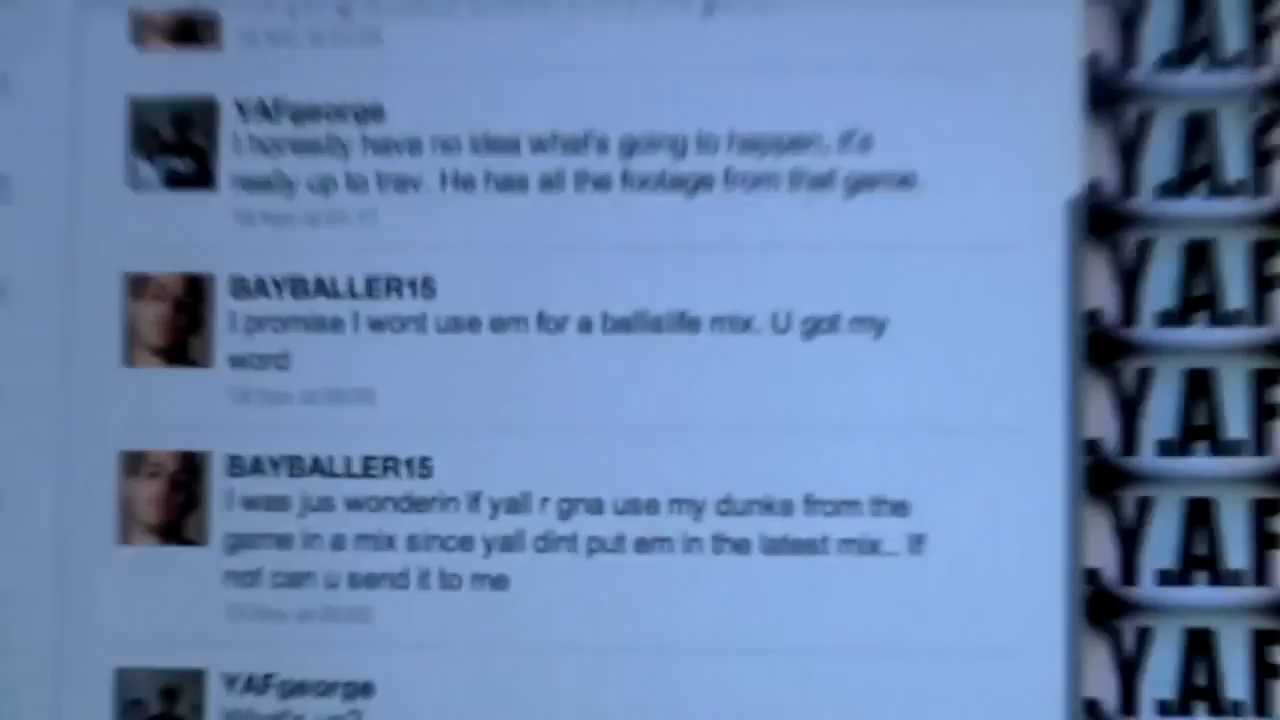 YAFgeorge
I honestly have no idea what's going to happen, it's
really up to trev. He has all the footage from that game.
BAYBALLER15
I promise I wont use em for a ballislife mix. U got my
word
BAYBALLER15
I was jus wonderin if yall r gna use my dunks from the
game in a mix since yall dint put em in the latest mix... If
not can u send it to me
YAFgeorge
What's up?
.Y.A.F
.Y.A.F
.Y.A.F
.Y.A.F
.Y.A.F
.Y.A.F